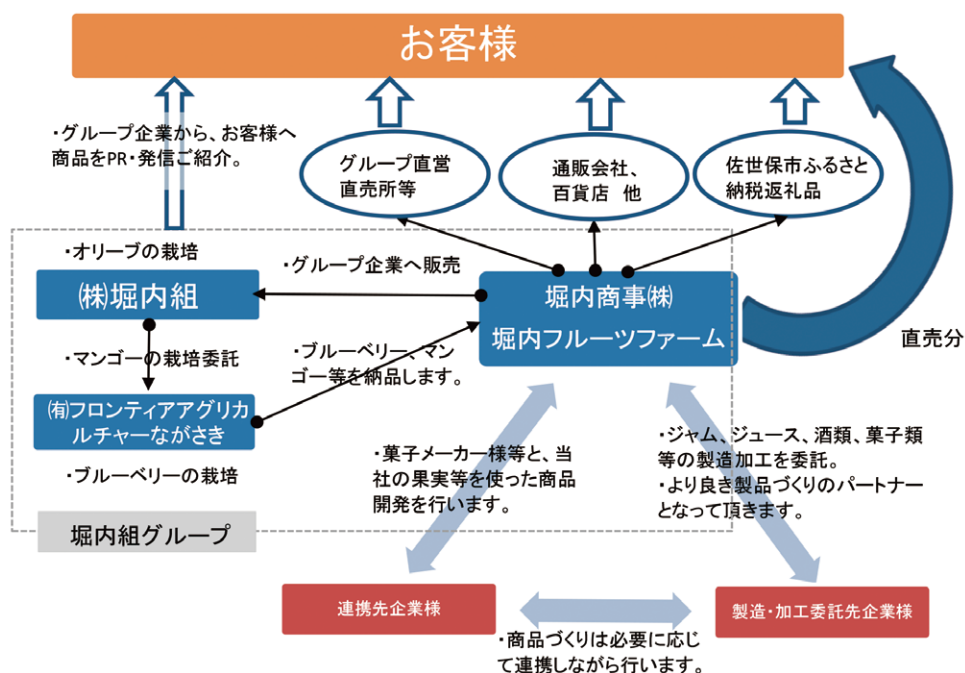 お客様
・グループ企業から、お客様へ
商品をPR・発信ご紹介。
グループ直営
直売所等
通販会社、
百貨店 他
佐世保市ふるさと
納税返礼品
・オリーブの栽培
・グループ企業へ販売
㈱堀内組
堀内商事㈱
堀内フルーツファーム
直売分
・マンゴーの栽培委託
・ブルーベリー、マン
ゴー等を納品します。
㈲フロンティアアグリカ
ルチャーながさき
・ブルーベリーの栽培
・菓子メーカー様等と、当
社の果実等を使った商品
開発を行います。
・ジャム、ジュース、酒類、菓子類
等の製造加工を委託。
・より良き製品づくりのパートナー
となって頂きます。
堀内組グループ
連携先企業様
製造・加工委託先企業様
・商品づくりは必要に応じ
て連携しながら行います。